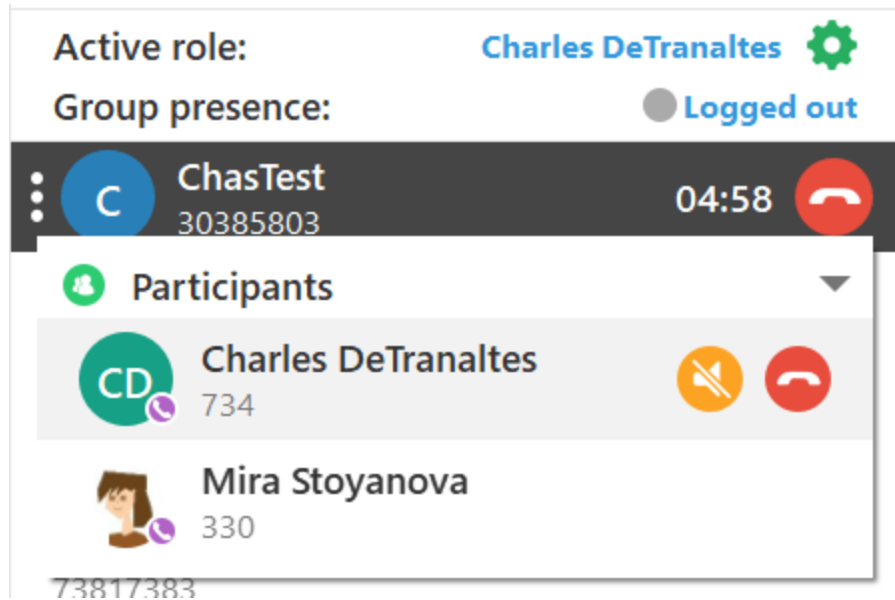 Active role: Charles DeTranaltes
Group presence: Logged out
C ChasTest 04:58
30385803
Participants
CD Charles DeTranaltes
734
Mira Stoyanova
330
73817383